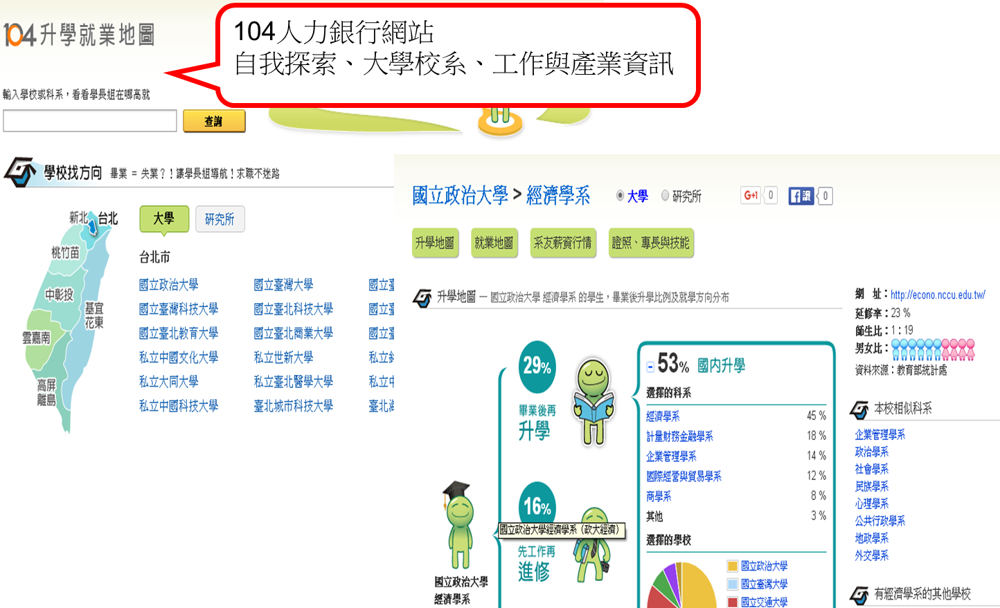 104升學就業地圖
104人力銀行網站
自我探索、大學校系、工作與產業資訊
輸入學校或科系，看看學長姐在哪高就
查詢
學校找方向 畢業 = 失業？！讓學長姐導航！求職不迷路
新北 台北
桃竹苗
中彰投
基宜
花東
雲嘉南
高屏
離島
大學 研究所
台北市
國立政治大學 國立臺灣大學 國立
國立臺灣科技大學 國立臺北科技大學 國立
國立臺北教育大學 國立臺北商業大學 國立
私立中國文化大學 私立世新大學 私立
私立大同大學 私立臺北醫學大學 私立
私立中國科技大學 臺北城市科技大學 臺北
國立政治大學 > 經濟學系 大學 研究所 G+1 0 讚 0
升學地圖 就業地圖 系友薪資行情 證照、專長與技能
升學地圖 － 國立政治大學 經濟學系 的學生，畢業後升學比例及就學方向分布
29%
畢業後再
升學
16%
國立政治大學經濟學系（政大經濟）
先工作再
進修
國立政治大學
經濟學系
53% 國內升學
選擇的科系
經濟學系 45 %
計量財務金融學系 18 %
企業管理學系 14 %
國際經營與貿易學系 12 %
商學系 8 %
其他 3 %
選擇的學校
國立政治大學
國立臺灣大學
國立交通大學
網 址：http://econo.nccu.edu.tw/
延修率：23 %
師生比：1：19
男女比：
資料來源：教育部統計處
本校相似科系
企業管理學系
政治學系
社會學系
民族學系
心理學系
公共行政學系
地政學系
外交學系
有經濟學系的其他學校